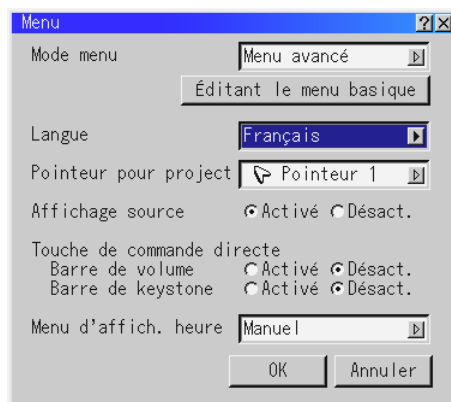 Menu
Mode menu Menu avancé
Éditant le menu basique
Langue Français
Pointeur pour project Pointeur 1
Affichage source Activé Désact.
Touche de commande directe
Barre de volume Activé Désact.
Barre de keystone Activé Désact.
Menu d'affich. heure Manuel
OK Annuler